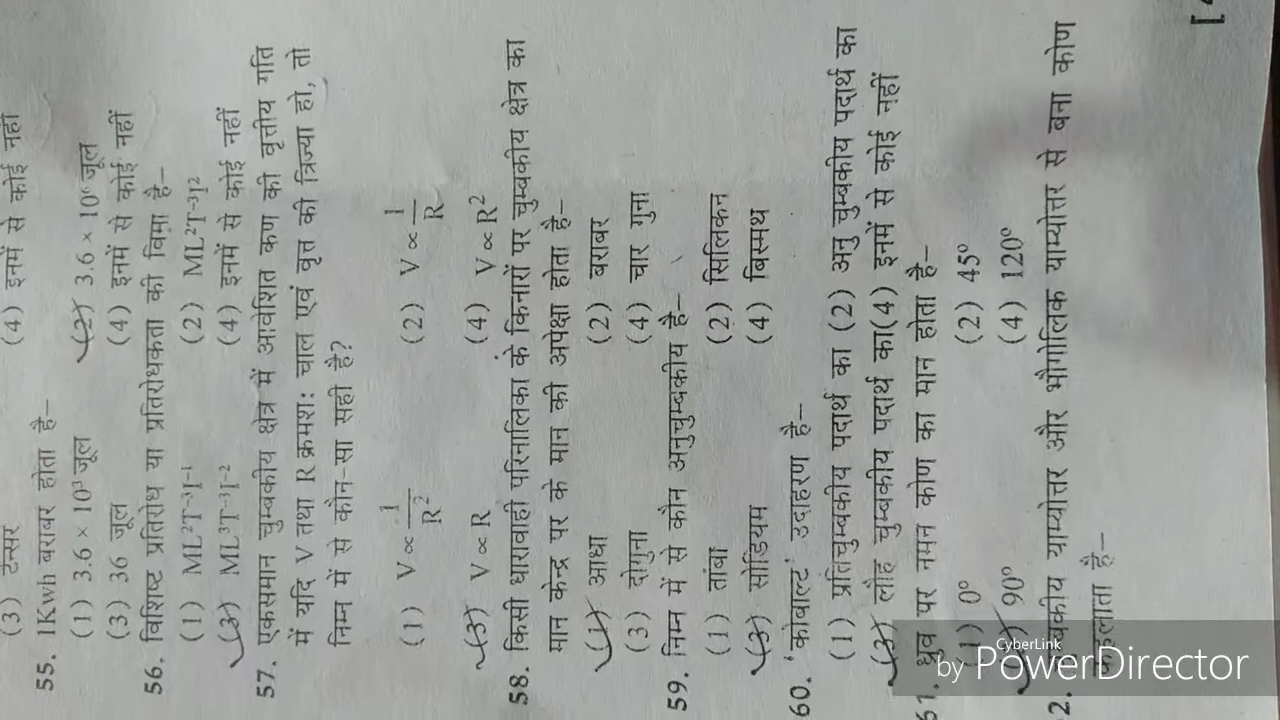 (3) टेन्सर (4) इनमें से कोई नहीं
55. 1Kwh बराबर होता है–
(1) 3.6 × 10³ जूल (2) 3.6 × 10⁶ जूल
(3) 36 जूल (4) इनमें से कोई नहीं
56. विशिष्ट प्रतिरोध या प्रतिरोधकता की विमा है–
(1) ML²T⁻³I⁻¹ (2) ML²T⁻³I²
(3) ML³T⁻³I⁻² (4) इनमें से कोई नहीं
57. एकसमान चुम्बकीय क्षेत्र में आवेशित कण की वृत्तीय गति
में यदि V तथा R क्रमश: चाल एवं वृत्त की त्रिज्या हो, तो
निम्न में से कौन-सा सही है?
(1) V ∝ 1/R² (2) V ∝ 1/R
(3) V ∝ R (4) V ∝ R²
58. किसी धारावाही परिनालिका के किनारों पर चुम्बकीय क्षेत्र का
मान केन्द्र पर के मान की अपेक्षा होता है–
(1) आधा (2) बराबर
(3) दोगुना (4) चार गुना
59. निम्न में से कौन अनुचुम्बकीय है–
(1) तांबा (2) सिलिकन
(3) सोडियम (4) बिस्मथ
60. 'कोबाल्ट' उदाहरण है–
(1) प्रतिचुम्बकीय पदार्थ का (2) अनु चुम्बकीय पदार्थ का
(3) लौह चुम्बकीय पदार्थ का (4) इनमें से कोई नहीं
61. ध्रुव पर नमन कोण का मान होता है–
(1) 0° (2) 45°
90° (4) 120°
2. चुम्बकीय याम्योत्तर और भौगोलिक याम्योत्तर से बना कोण
कहलाता है–
[
CyberLink
by PowerDirector